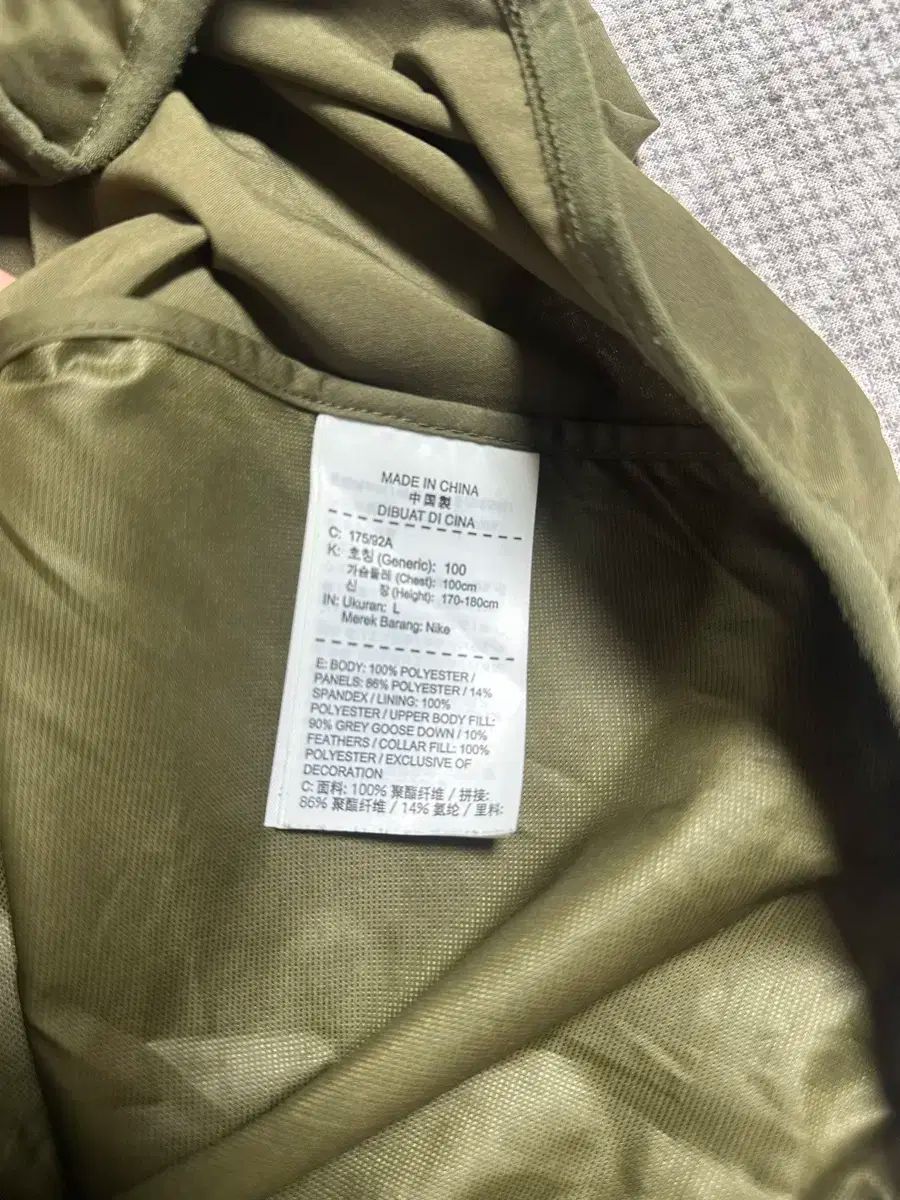 MADE IN CHINA
中国製
DIBUAT DI CINA
C: 175/92A
K: 호칭 (Generic): 100
가슴둘레 (Chest): 100cm
신 장 (Height): 170-180cm
IN: Ukuran: L
Merek Barang: Nike
E: BODY: 100% POLYESTER /
PANELS: 86% POLYESTER / 14%
SPANDEX / LINING: 100%
POLYESTER / UPPER BODY FILL:
90% GREY GOOSE DOWN / 10%
FEATHERS / COLLAR FILL: 100%
POLYESTER / EXCLUSIVE OF
DECORATION
C: 面料: 100% 聚酯纤维 / 拼接:
86% 聚酯纤维 / 14% 氨纶 / 里料: